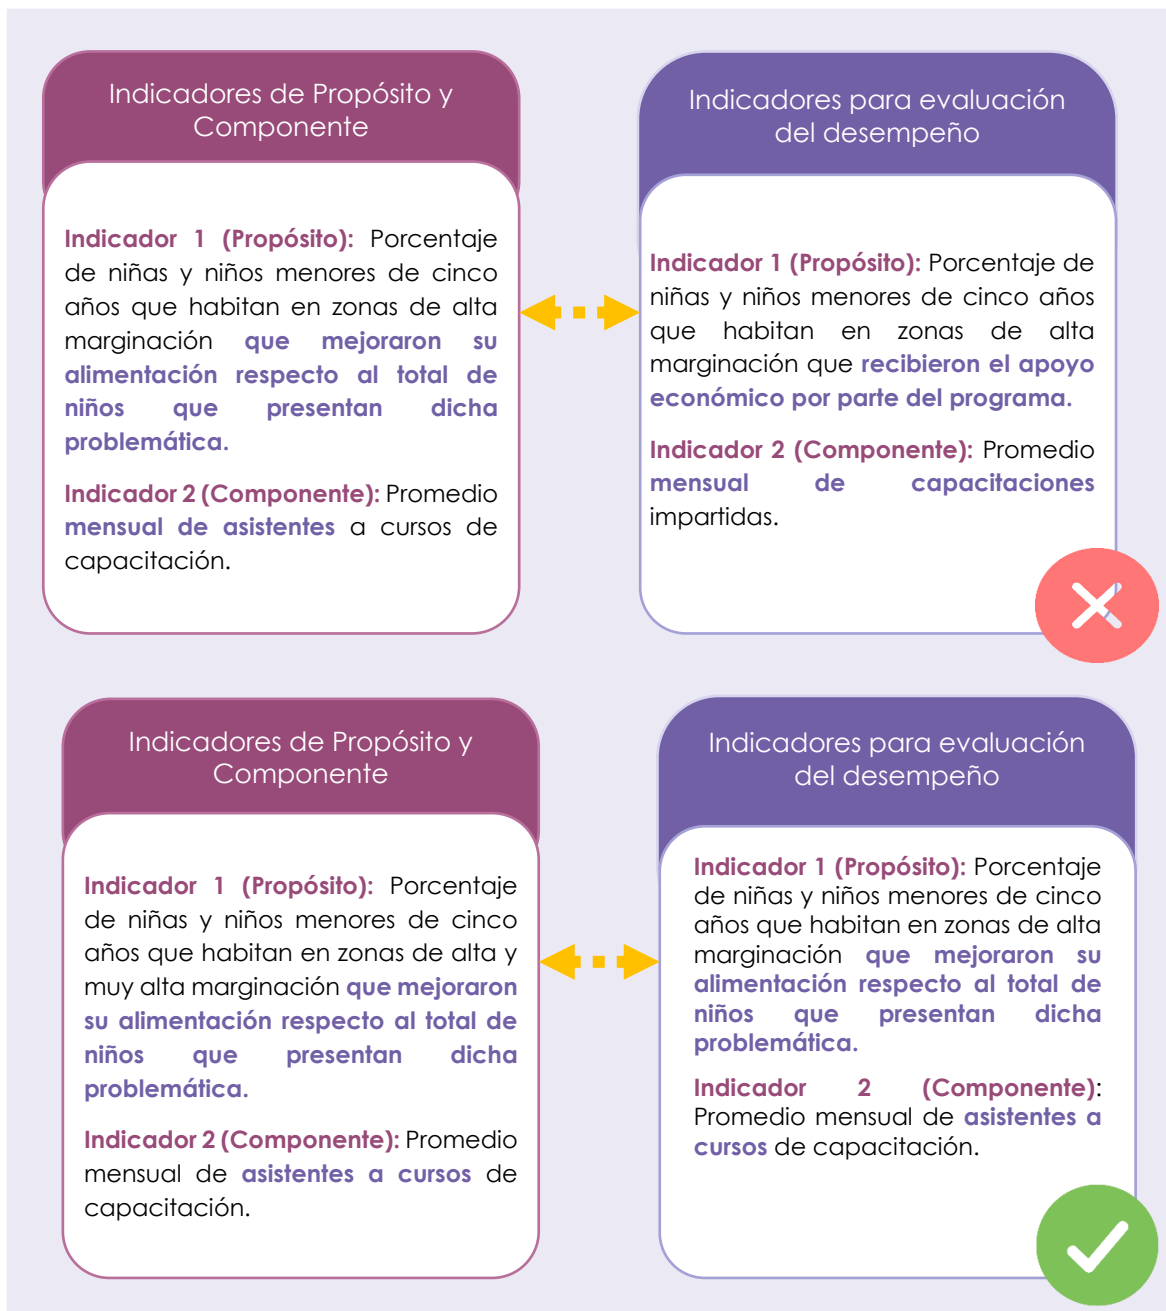 Indicadores de Propósito y
Componente
Indicador 1 (Propósito): Porcentaje
de niñas y niños menores de cinco
años que habitan en zonas de alta
marginación que mejoraron su
alimentación respecto al total de
niños que presentan dicha
problemática.
Indicador 2 (Componente): Promedio
mensual de asistentes a cursos de
capacitación.
Indicadores para evaluación
del desempeño
Indicador 1 (Propósito): Porcentaje de
niñas y niños menores de cinco años
que habitan en zonas de alta
marginación que recibieron el apoyo
económico por parte del programa.
Indicador 2 (Componente): Promedio
mensual de capacitaciones
impartidas.
Indicadores de Propósito y
Componente
Indicador 1 (Propósito): Porcentaje
de niñas y niños menores de cinco
años que habitan en zonas de alta y
muy alta marginación que mejoraron
su alimentación respecto al total de
niños que presentan dicha
problemática.
Indicador 2 (Componente): Promedio
mensual de asistentes a cursos de
capacitación.
Indicadores para evaluación
del desempeño
Indicador 1 (Propósito): Porcentaje
de niñas y niños menores de cinco
años que habitan en zonas de alta
marginación que mejoraron su
alimentación respecto al total de
niños que presentan dicha
problemática.
Indicador 2 (Componente):
Promedio mensual de asistentes a
cursos de capacitación.